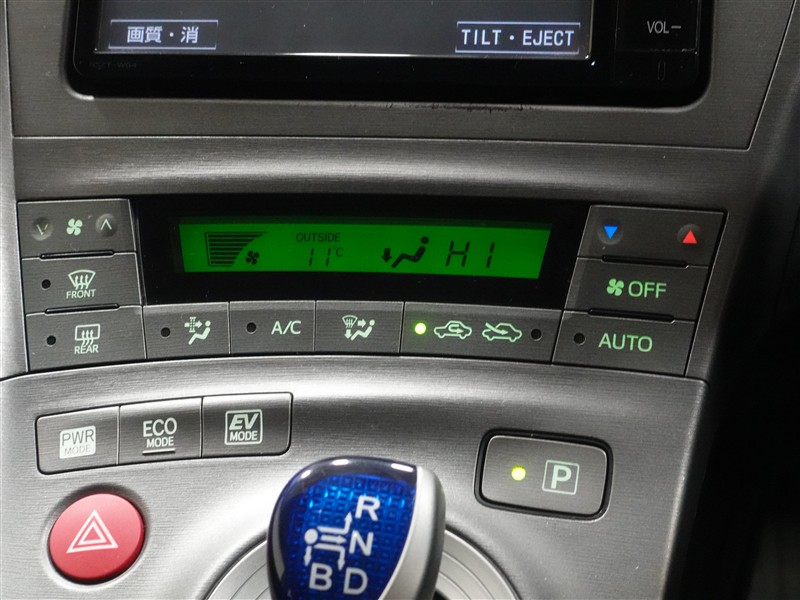 画質・消
TILT・EJECT
VOL−
OUTSIDE
11°C
HI
FRONT
OFF
REAR
A/C
AUTO
PWR
MODE
ECO
MODE
EV
MODE
P
R
N
B D